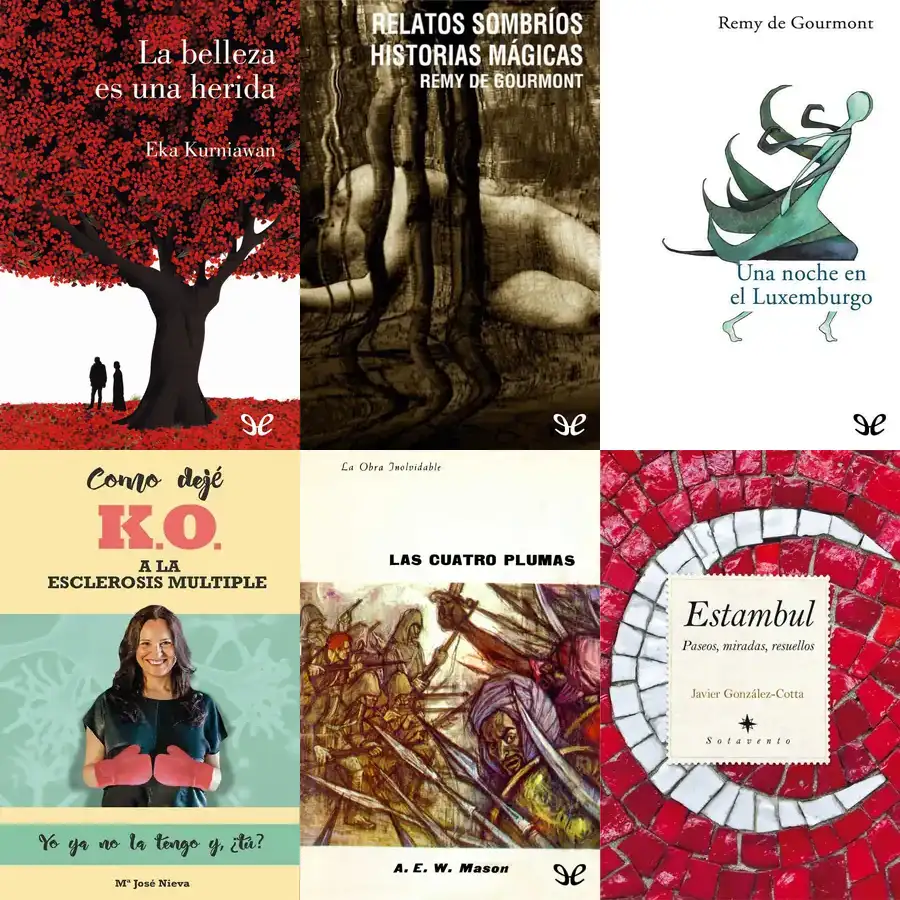 La belleza
es una herida
Eka Kurniawan
RELATOS SOMBRÍOS
HISTORIAS MÁGICAS
REMY DE GOURMONT
Remy de Gourmont
Una noche en
el Luxemburgo
Como dejé
K.O.
A LA
ESCLEROSIS MULTIPLE
Yo ya no la tengo y, ¿tú?
Mª José Nieva
La Obra Inolvidable
LAS CUATRO PLUMAS
A. E. W. Mason
Estambul
Paseos, miradas, resuellos
Javier González-Cotta
Sotavento